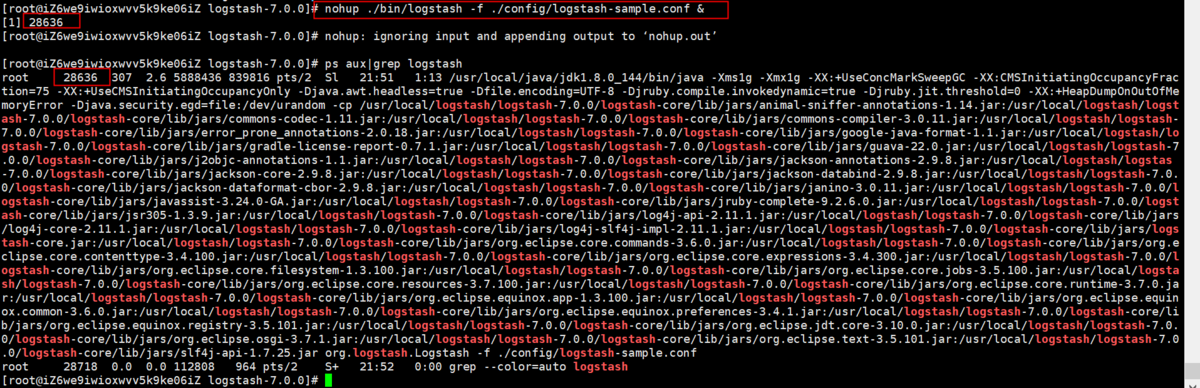 [root@iZ6we9iwioxwvv5k9ke06iZ logstash-7.0.0]# nohup ./bin/logstash -f ./config/logstash-sample.conf &
[1] 28636
[root@iZ6we9iwioxwvv5k9ke06iZ logstash-7.0.0]# nohup: ignoring input and appending output to ‘nohup.out’
[root@iZ6we9iwioxwvv5k9ke06iZ logstash-7.0.0]# ps aux|grep logstash
root     28636  307  2.6 5888436 839816 pts/2  Sl   21:51   1:13 /usr/local/java/jdk1.8.0_144/bin/java -Xms1g -Xmx1g -XX:+UseConcMarkSweepGC -XX:CMSInitiatingOccupancyFrac
tion=75 -XX:+UseCMSInitiatingOccupancyOnly -Djava.awt.headless=true -Dfile.encoding=UTF-8 -Djruby.compile.invokedynamic=true -Djruby.jit.threshold=0 -XX:+HeapDumpOnOutOfMe
moryError -Djava.security.egd=file:/dev/urandom -cp /usr/local/logstash/logstash-7.0.0/logstash-core/lib/jars/animal-sniffer-annotations-1.14.jar:/usr/local/logstash/logst
ash-7.0.0/logstash-core/lib/jars/commons-codec-1.11.jar:/usr/local/logstash/logstash-7.0.0/logstash-core/lib/jars/commons-compiler-3.0.11.jar:/usr/local/logstash/logstash-
7.0.0/logstash-core/lib/jars/error_prone_annotations-2.0.18.jar:/usr/local/logstash/logstash-7.0.0/logstash-core/lib/jars/google-java-format-1.1.jar:/usr/local/logstash/lo
gstash-7.0.0/logstash-core/lib/jars/gradle-license-report-0.7.1.jar:/usr/local/logstash/logstash-7.0.0/logstash-core/lib/jars/guava-22.0.jar:/usr/local/logstash/logstash-7
.0.0/logstash-core/lib/jars/j2objc-annotations-1.1.jar:/usr/local/logstash/logstash-7.0.0/logstash-core/lib/jars/jackson-annotations-2.9.8.jar:/usr/local/logstash/logstas
-7.0.0/logstash-core/lib/jars/jackson-core-2.9.8.jar:/usr/local/logstash/logstash-7.0.0/logstash-core/lib/jars/jackson-databind-2.9.8.jar:/usr/local/logstash/logstash-7.0.
0/logstash-core/lib/jars/jackson-dataformat-cbor-2.9.8.jar:/usr/local/logstash/logstash-7.0.0/logstash-core/lib/jars/janino-3.0.11.jar:/usr/local/logstash/logstash-7.0.0/l
ogstash-core/lib/jars/javassist-3.24.0-GA.jar:/usr/local/logstash/logstash-7.0.0/logstash-core/lib/jars/jruby-complete-9.2.6.0.jar:/usr/local/logstash/logstash-7.0.0/logst
ash-core/lib/jars/jsr305-1.3.9.jar:/usr/local/logstash/logstash-7.0.0/logstash-core/lib/jars/log4j-api-2.11.1.jar:/usr/local/logstash/logstash-7.0.0/logstash-core/lib/jars
/log4j-core-2.11.1.jar:/usr/local/logstash/logstash-7.0.0/logstash-core/lib/jars/log4j-slf4j-impl-2.11.1.jar:/usr/local/logstash/logstash-7.0.0/logstash-core/lib/jars/logs
tash-core.jar:/usr/local/logstash/logstash-7.0.0/logstash-core/lib/jars/org.eclipse.core.commands-3.6.0.jar:/usr/local/logstash/logstash-7.0.0/logstash-core/lib/jars/org.e
clipse.core.contenttype-3.4.100.jar:/usr/local/logstash/logstash-7.0.0/logstash-core/lib/jars/org.eclipse.core.expressions-3.4.300.jar:/usr/local/logstash/logstash-7.0.0/l
ogstash-core/lib/jars/org.eclipse.core.filesystem-1.3.100.jar:/usr/local/logstash/logstash-7.0.0/logstash-core/lib/jars/org.eclipse.core.jobs-3.5.100.jar:/usr/local/logsta
sh/logstash-7.0.0/logstash-core/lib/jars/org.eclipse.core.resources-3.7.100.jar:/usr/local/logstash/logstash-7.0.0/logstash-core/lib/jars/org.eclipse.core.runtime-3.7.0.ja
r:/usr/local/logstash/logstash-7.0.0/logstash-core/lib/jars/org.eclipse.equinox.app-1.3.100.jar:/usr/local/logstash/logstash-7.0.0/logstash-core/lib/jars/org.eclipse.equin
ox.common-3.6.0.jar:/usr/local/logstash/logstash-7.0.0/logstash-core/lib/jars/org.eclipse.equinox.preferences-3.4.1.jar:/usr/local/logstash/logstash-7.0.0/logstash-core/li
b/jars/org.eclipse.equinox.registry-3.5.101.jar:/usr/local/logstash/logstash-7.0.0/logstash-core/lib/jars/org.eclipse.jdt.core-3.10.0.jar:/usr/local/logstash/logstash-7.0.
0/logstash-core/lib/jars/org.eclipse.osgi-3.7.1.jar:/usr/local/logstash/logstash-7.0.0/logstash-core/lib/jars/org.eclipse.text-3.5.101.jar:/usr/local/logstash/logstash-7.0
.0/logstash-core/lib/jars/slf4j-api-1.7.25.jar org.logstash.Logstash -f ./config/logstash-sample.conf
root     28718  0.0  0.0 112808   964 pts/2    S+   21:52   0:00 grep --color=auto logstash
[root@iZ6we9iwioxwvv5k9ke06iZ logstash-7.0.0]#